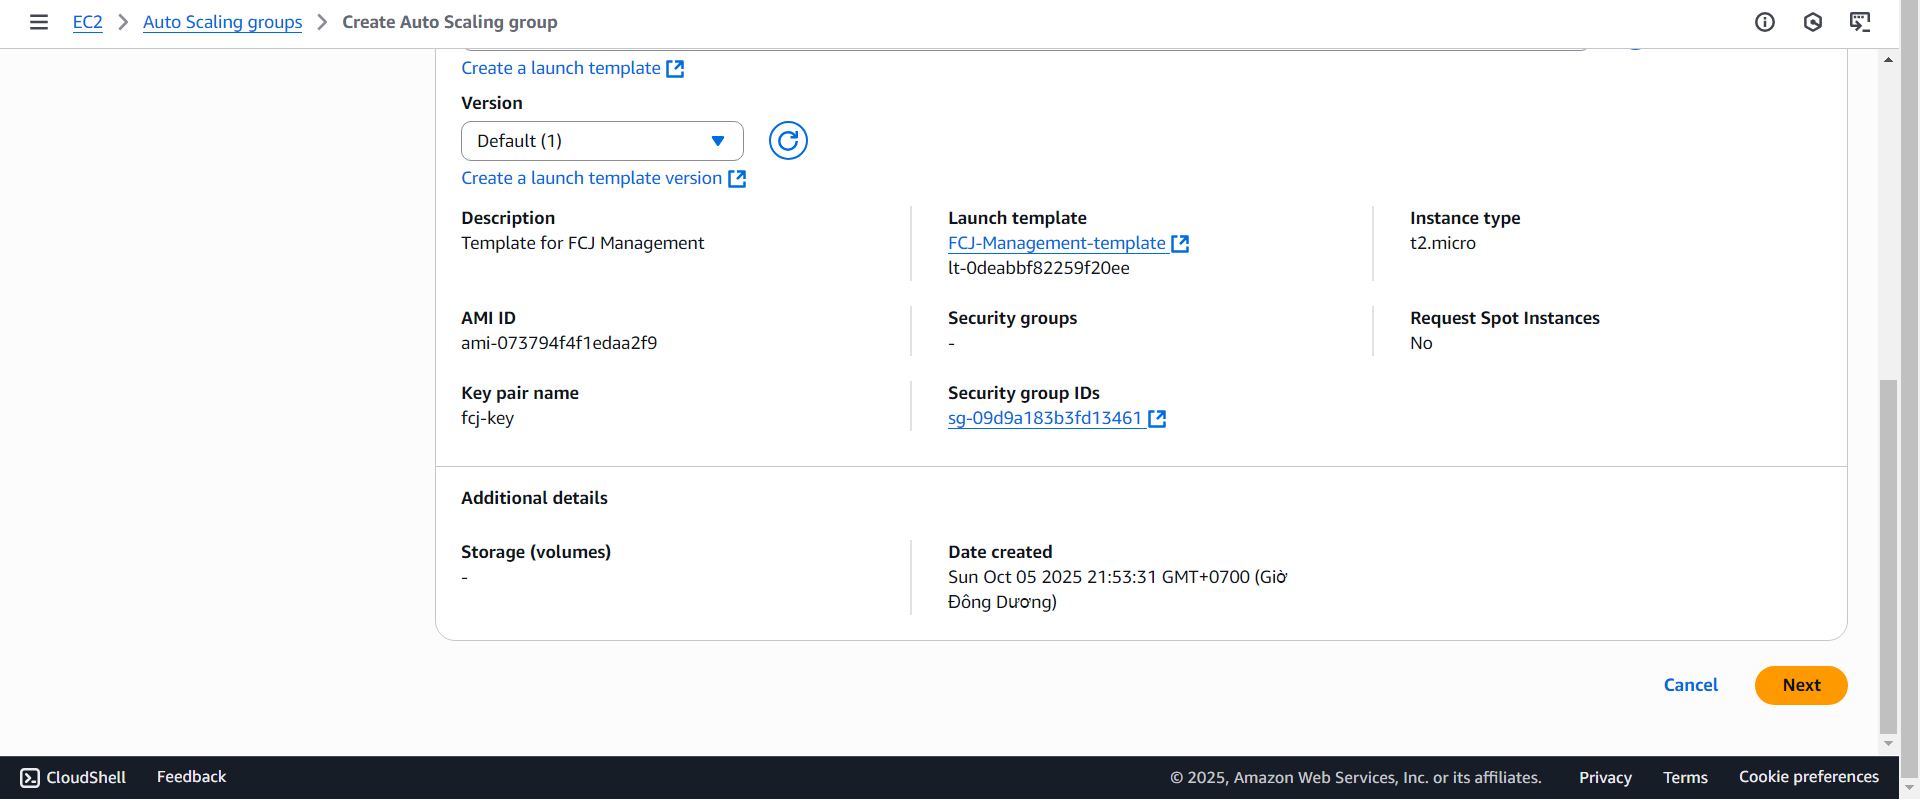 EC2 > Auto Scaling groups > Create Auto Scaling group
Create a launch template
Version
Default (1)
Create a launch template version
Description
Template for FCJ Management
Launch template
FCJ-Management-template
lt-0deabbf82259f20ee
Instance type
t2.micro
AMI ID
ami-073794f4f1edaa2f9
Security groups
-
Request Spot Instances
No
Key pair name
fcj-key
Security group IDs
sg-09d9a183b3fd13461
Additional details
Storage (volumes)
-
Date created
Sun Oct 05 2025 21:53:31 GMT+0700 (Giờ
Đông Dương)
Cancel
Next
CloudShell
Feedback
© 2025, Amazon Web Services, Inc. or its affiliates.
Privacy
Terms
Cookie preferences